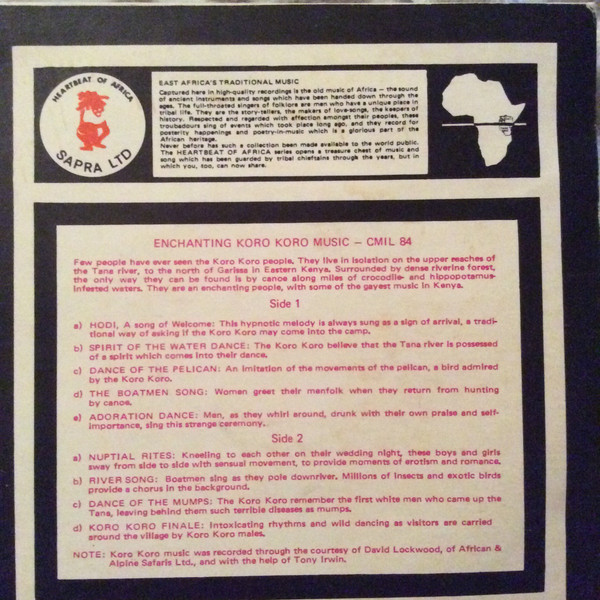 HEARTBEAT OF AFRICA
SAPRA LTD
EAST AFRICA'S TRADITIONAL MUSIC
Captured here in high-quality recordings is the old music of Africa — the sound
of ancient instruments and songs which have been handed down through the
ages. The full-throated singers of folklore are men who have a unique place in
tribal life. They are the story-tellers, the makers of love-songs, the keepers of
history. Respected and regarded with affection amongst their peoples, these
troubadours sing of events which took place long ago, and they record for
posterity happenings and poetry-in-music which is a glorious part of the
African heritage.
Never before has such a collection been made available to the world public.
The HEARTBEAT OF AFRICA series opens a treasure chest of music and
song which has been guarded by tribal chieftains through the years, but in
which you, too, can now share.
ENCHANTING KORO KORO MUSIC — CMIL 84
Few people have ever seen the Koro Koro people. They live in isolation on the upper reaches of
the Tana river, to the north of Garissa in Eastern Kenya. Surrounded by dense riverine forest,
the only way they can be found is by canoe along miles of crocodile- and hippopotamus-
infested waters. They are an enchanting people, with some of the gayest music in Kenya.
Side 1
a) HODI, A song of Welcome: This hypnotic melody is always sung as a sign of arrival, a tradi-
tional way of asking if the Koro Koro may come into the camp.
b) SPIRIT OF THE WATER DANCE: The Koro Koro believe that the Tana river is possessed
of a spirit which comes into their dance.
c) DANCE OF THE PELICAN: An imitation of the movements of the pelican, a bird admired
by the Koro Koro.
d) THE BOATMEN SONG: Women greet their menfolk when they return from hunting
by canoe.
e) ADORATION DANCE: Men, as they whirl around, drunk with their own praise and self-
importance, sing this strange ceremony.
Side 2
a) NUPTIAL RITES: Kneeling to each other on their wedding night, these boys and girls
sway from side to side with sensual movement, to provide moments of erotism and romance.
b) RIVER SONG: Boatmen sing as they pole downriver. Millions of insects and exotic birds
provide a chorus in the background.
c) DANCE OF THE MUMPS: The Koro Koro remember the first white men who came up the
Tana, leaving behind them such terrible diseases as mumps.
d) KORO KORO FINALE: Intoxicating rhythms and wild dancing as visitors are carried
around the village by Koro Koro males.
NOTE: Koro Koro music was recorded through the courtesy of David Lockwood, of African &
Alpine Safaris Ltd., and with the help of Tony Irwin.